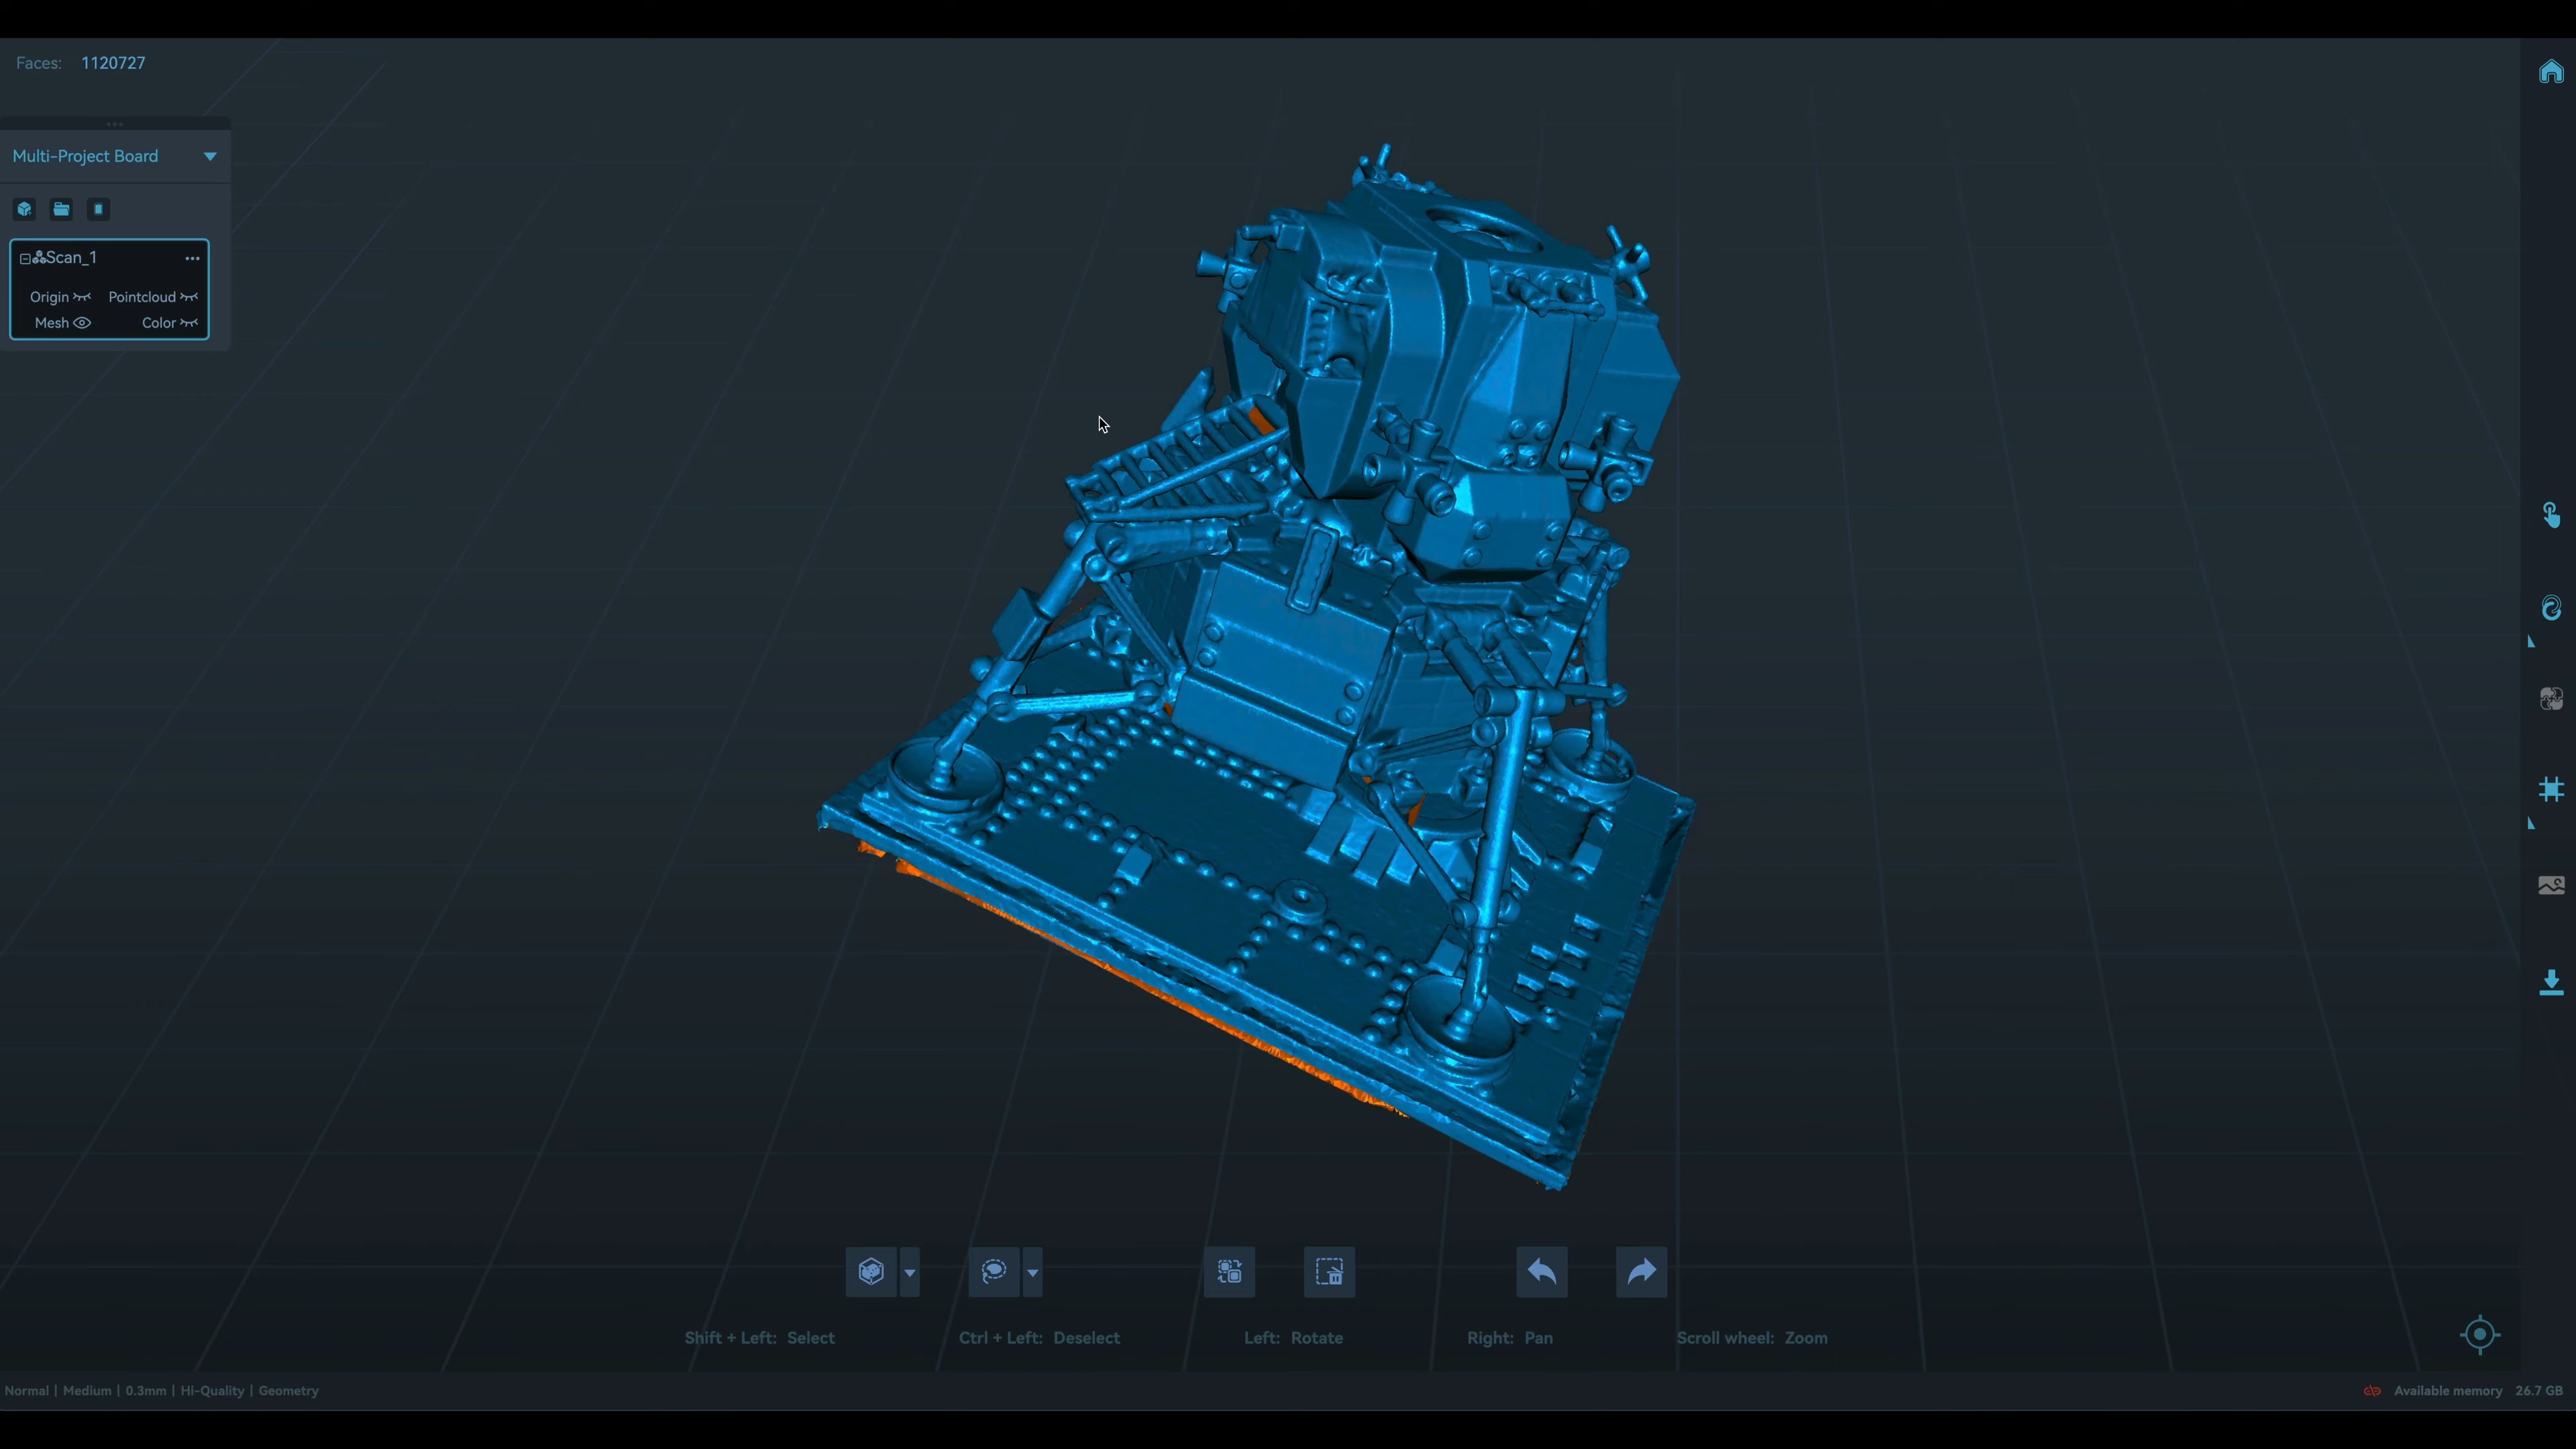 Faces: 1120727
Multi-Project Board
Scan_1
Origin Pointcloud
Mesh Color
Shift + Left: Select Ctrl + Left: Deselect Left: Rotate Right: Pan Scroll wheel: Zoom
Normal | Medium | 0.3mm | Hi-Quality | Geometry
Available memory 26.7 GB